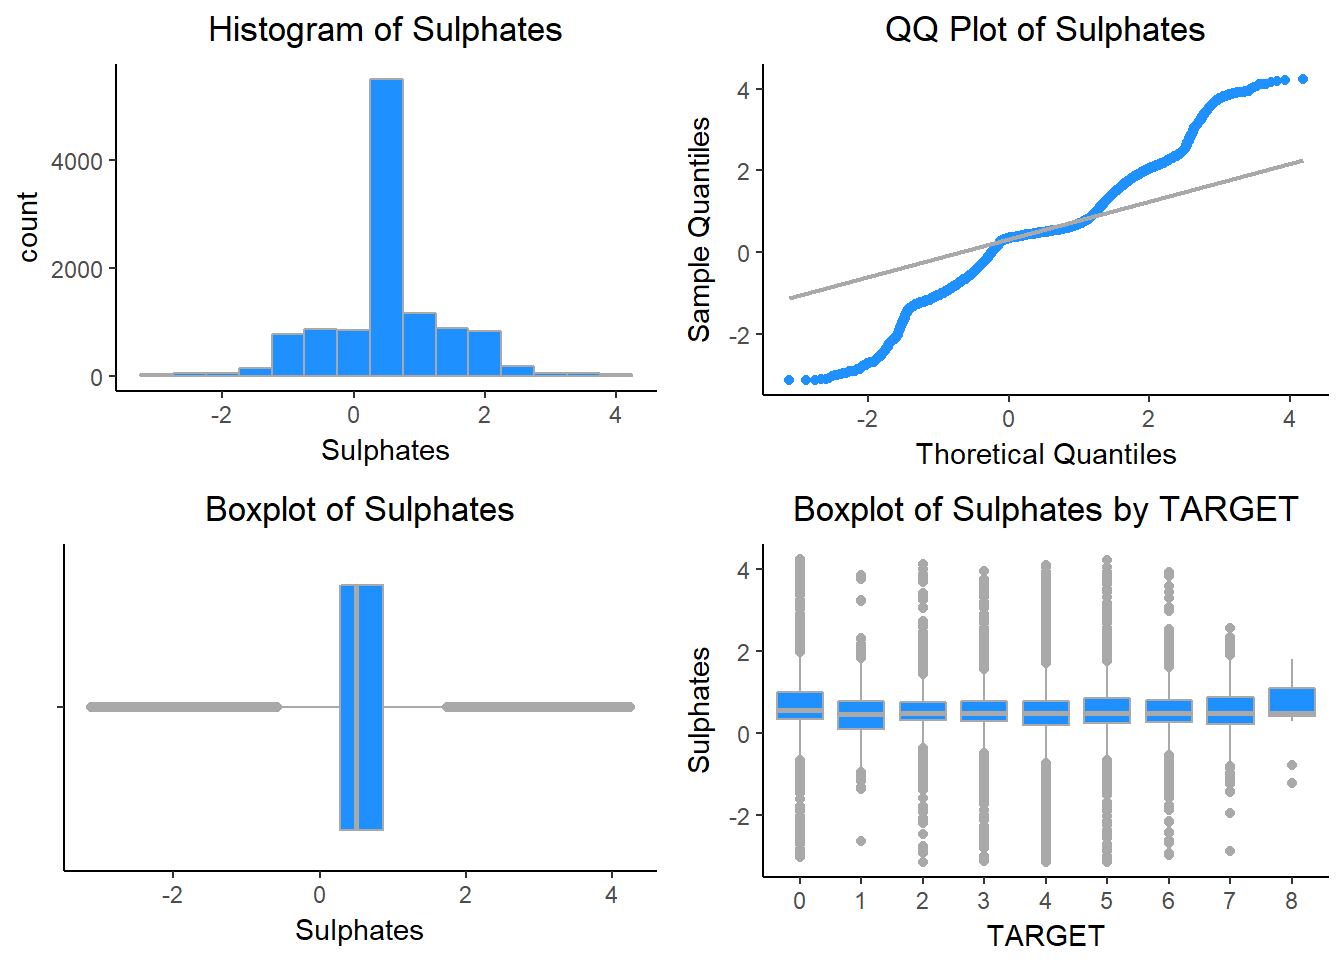 Histogram of Sulphates
count
4000
2000
0
-2 0 2 4
Sulphates
QQ Plot of Sulphates
Sample Quantiles
4
2
0
-2
-2 0 2 4
Thoretical Quantiles
Boxplot of Sulphates
-2 0 2 4
Sulphates
Boxplot of Sulphates by TARGET
Sulphates
4
2
0
-2
0 1 2 3 4 5 6 7 8
TARGET